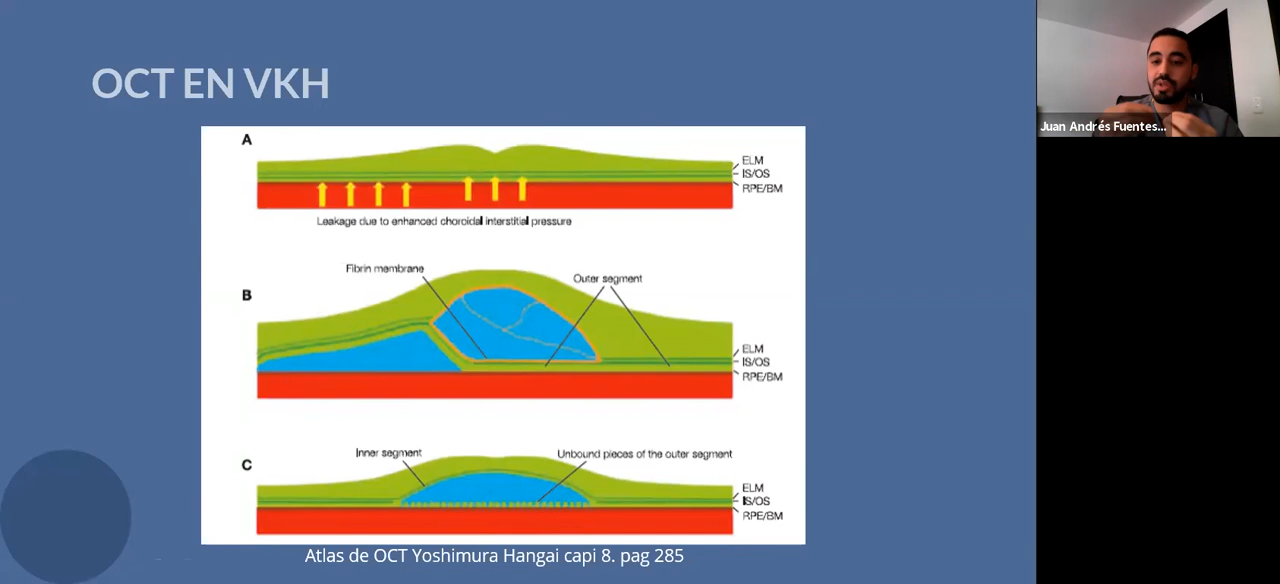 OCT EN VKH
Juan Andrés Fuentes...
A
ELM
IS/OS
RPE/BM
Leakage due to enhanced choroidal interstitial pressure
Fibrin membrane
Outer segment
B
ELM
IS/OS
RPE/BM
Inner segment
Unbound pieces of the outer segment
C
ELM
IS/OS
RPE/BM
Atlas de OCT Yoshimura Hangai capi 8. pag 285